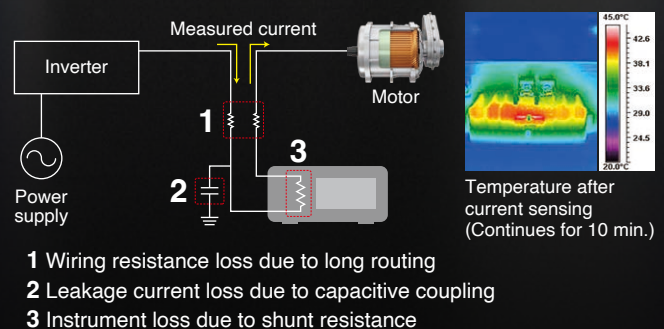 Measured current
Inverter
Motor
Power
supply
1
2
3
45.0°C
42.6
38.1
33.6
29.0
24.5
20.0°C
Temperature after
current sensing
(Continues for 10 min.)
1 Wiring resistance loss due to long routing
2 Leakage current loss due to capacitive coupling
3 Instrument loss due to shunt resistance